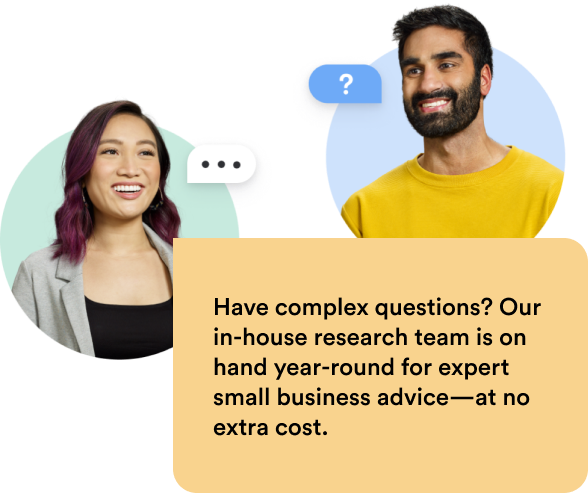 ?
Have complex questions? Our
in-house research team is on
hand year-round for expert
small business advice—at no
extra cost.